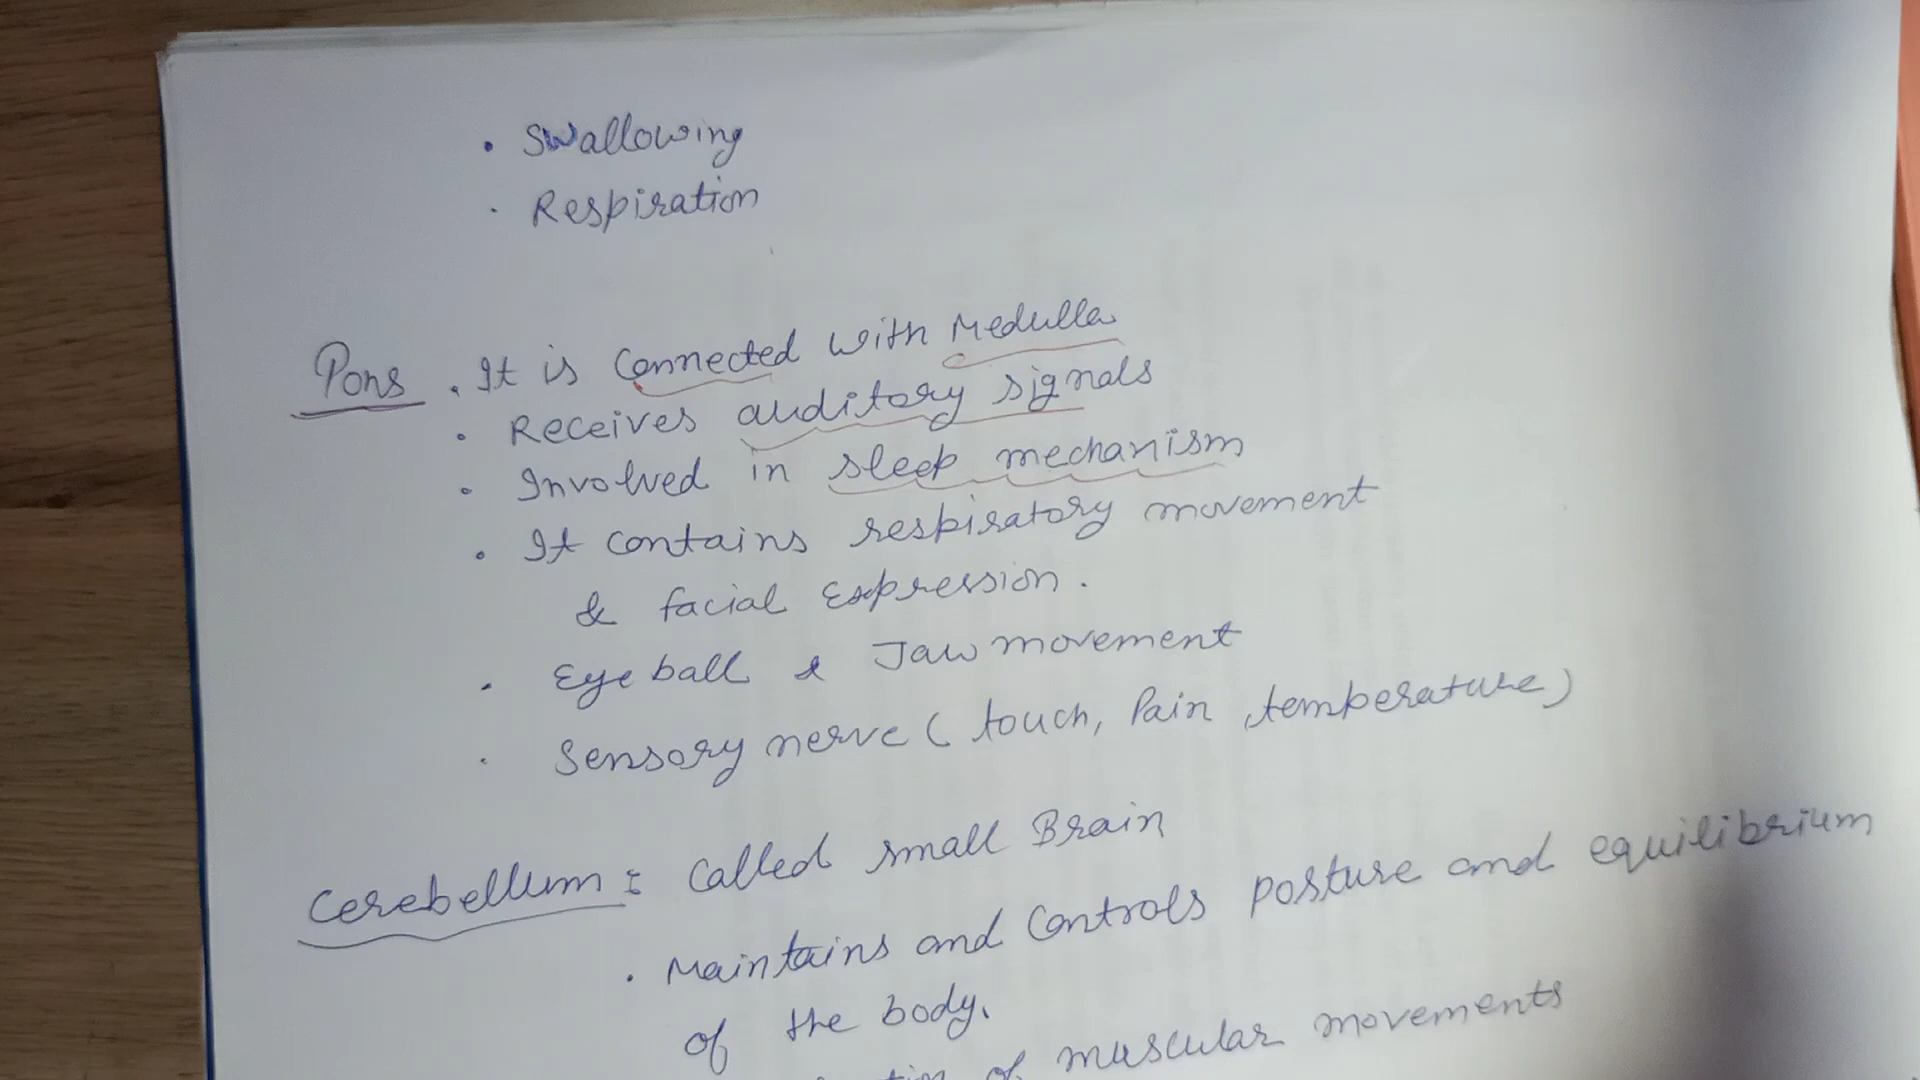 • Swallowing
• Respiration
Pons • It is Connected with Medulla
• Receives auditory signals
• Involved in sleep mechanism
• It contains respiratory movement
& facial Expression.
• Eye ball & Jaw movement
• Sensory nerve ( touch, Pain, temperature)
Cerebellum : Called small Brain
• Maintains and Controls posture and equilibrium
of the body.
of muscular movements